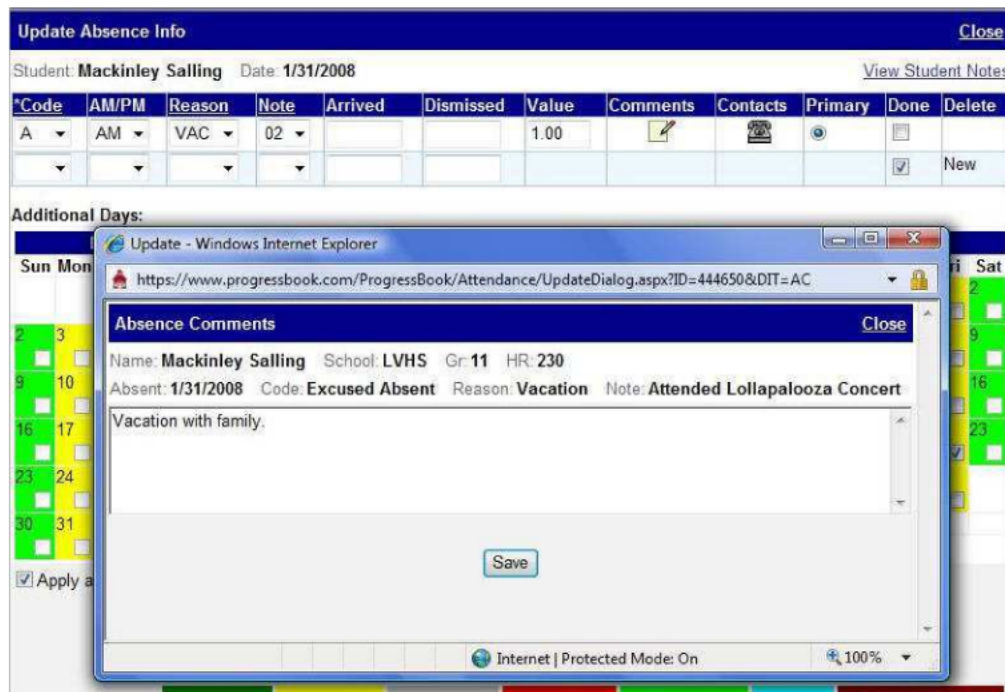 Update Absence Info Close
Student: Mackinley Salling Date: 1/31/2008 View Student Notes
*Code AM/PM Reason Note Arrived Dismissed Value Comments Contacts Primary Done Delete
A AM VAC 02 1.00
New
Additional Days:
Update - Windows Internet Explorer
Sun Mon ri Sat
https://www.progressbook.com/ProgressBook/Attendance/UpdateDialog.aspx?ID=444650&DIT=AC
2
Absence Comments Close
2 3 9
Name: Mackinley Salling School: LVHS Gr: 11 HR: 230
9 10 16
Absent: 1/31/2008 Code: Excused Absent Reason: Vacation Note: Attended Lollapalooza Concert
Vacation with family.
16 17 23
23 24
30 31
Save
Apply a
Internet | Protected Mode: On 100%